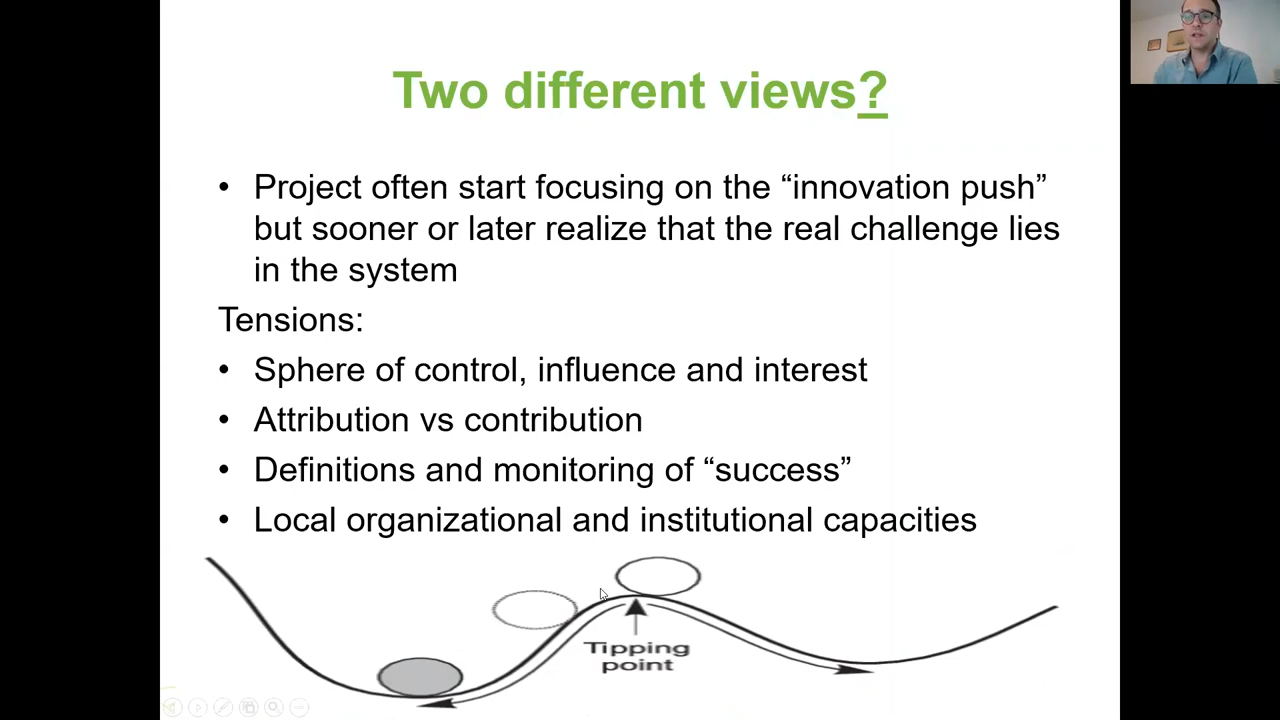 Two different views?
• Project often start focusing on the “innovation push”
but sooner or later realize that the real challenge lies
in the system
Tensions:
• Sphere of control, influence and interest
• Attribution vs contribution
• Definitions and monitoring of “success”
• Local organizational and institutional capacities
Tipping
point